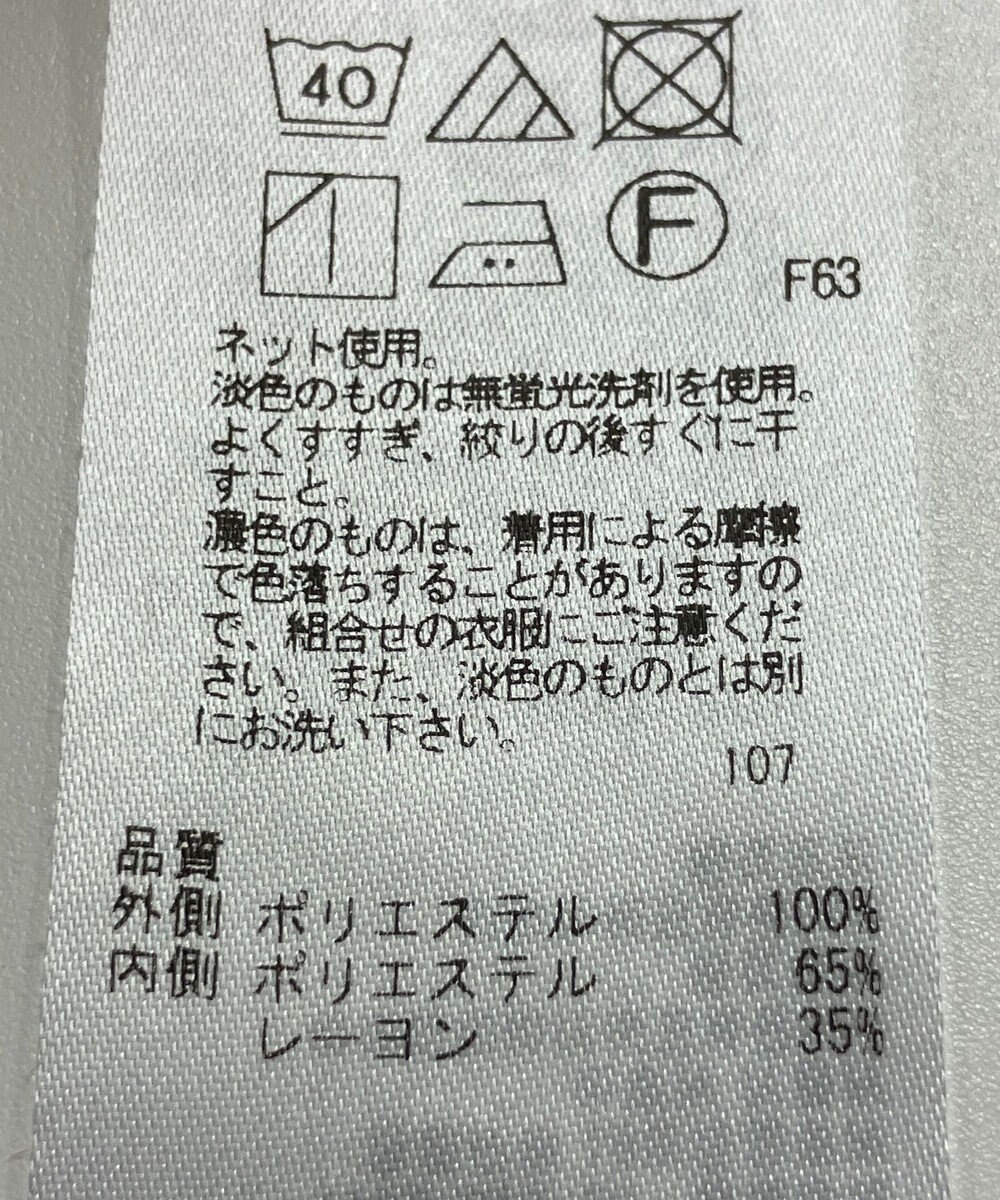 40
F
F63
ネット使用。
淡色のものは無蛍光洗剤を使用。
よくすすぎ、絞りの後すぐに干
すこと。
濃色のものは、着用による摩擦
で色落ちすることがありますの
で、組合せの衣服にご注意くだ
さい。また、淡色のものとは別
にお洗い下さい。
107
品質
外側 ポリエステル 100%
内側 ポリエステル 65%
レーヨン 35%